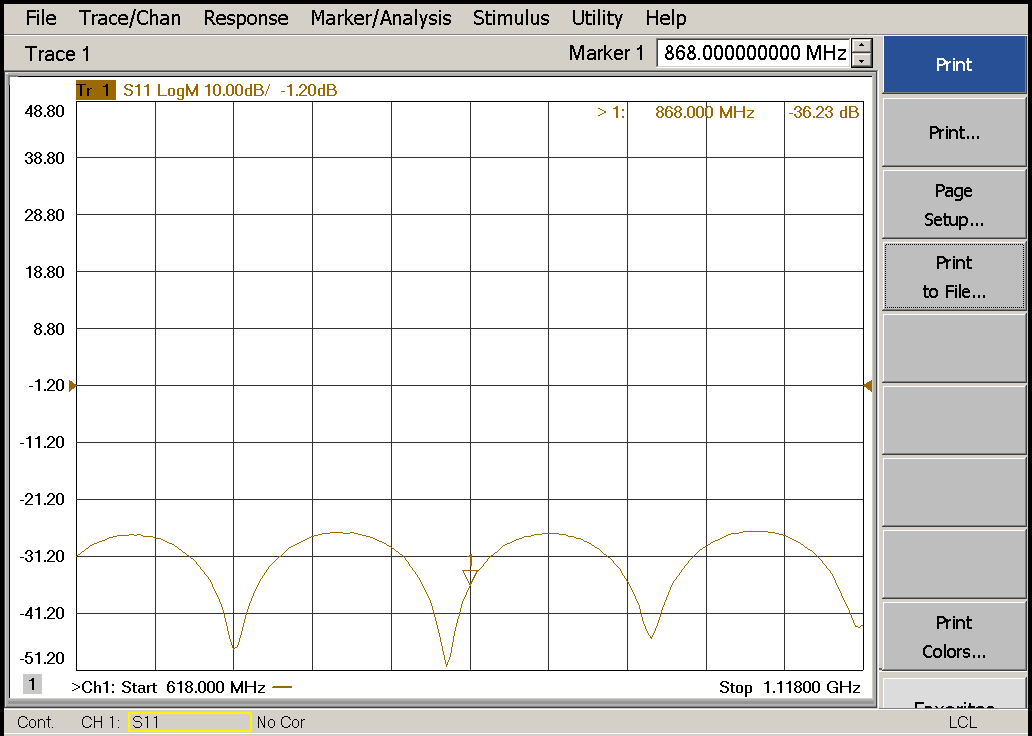 File Trace/Chan Response Marker/Analysis Stimulus Utility Help
Trace 1 Marker 1 868.000000000 MHz
Tr 1 S11 LogM 10.00dB/ -1.20dB
> 1: 868.000 MHz -36.23 dB
48.80
38.80
28.80
18.80
8.80
-1.20
-11.20
-21.20
-31.20
-41.20
-51.20
1 >Ch1: Start 618.000 MHz Stop 1.11800 GHz
Print
Print...
Page
Setup...
Print
to File...
Print
Colors...
Favorites
Cont. CH 1: S11 No Cor LCL